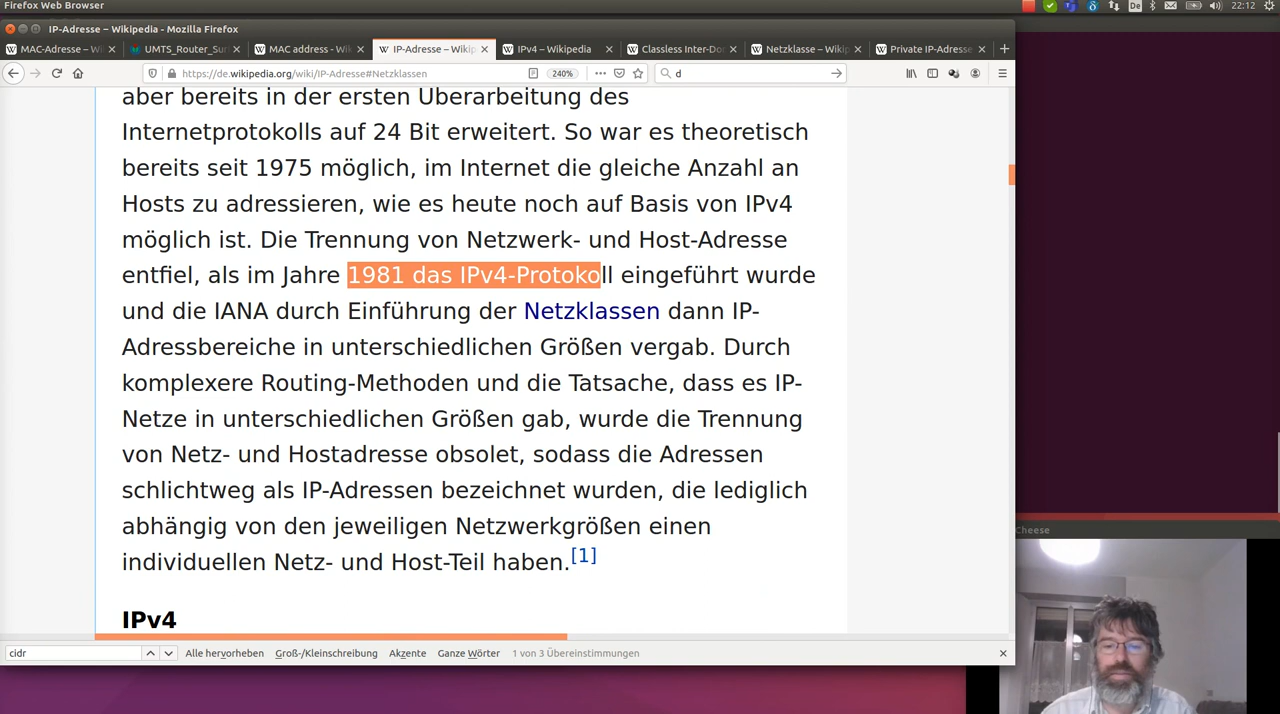 Firefox Web Browser
De
22:12
IP-Adresse – Wikipedia - Mozilla Firefox
MAC-Adresse – Wi
UMTS_Router_Sur
MAC address - Wi
IP-Adresse – Wikip
IPv4 – Wikipedia
Classless Inter-Do
Netzklasse – Wikip
Private IP-Adresse
https://de.wikipedia.org/wiki/IP-Adresse#Netzklassen
240%
d
aber bereits in der ersten Überarbeitung des
Internetprotokolls auf 24 Bit erweitert. So war es theoretisch
bereits seit 1975 möglich, im Internet die gleiche Anzahl an
Hosts zu adressieren, wie es heute noch auf Basis von IPv4
möglich ist. Die Trennung von Netzwerk- und Host-Adresse
entfiel, als im Jahre 1981 das IPv4-Protokoll eingeführt wurde
und die IANA durch Einführung der Netzklassen dann IP-
Adressbereiche in unterschiedlichen Größen vergab. Durch
komplexere Routing-Methoden und die Tatsache, dass es IP-
Netze in unterschiedlichen Größen gab, wurde die Trennung
von Netz- und Hostadresse obsolet, sodass die Adressen
schlichtweg als IP-Adressen bezeichnet wurden, die lediglich
abhängig von den jeweiligen Netzwerkgrößen einen
individuellen Netz- und Host-Teil haben.[1]
IPv4
Cheese
cidr
Alle hervorheben
Groß-/Kleinschreibung
Akzente
Ganze Wörter
1 von 3 Übereinstimmungen